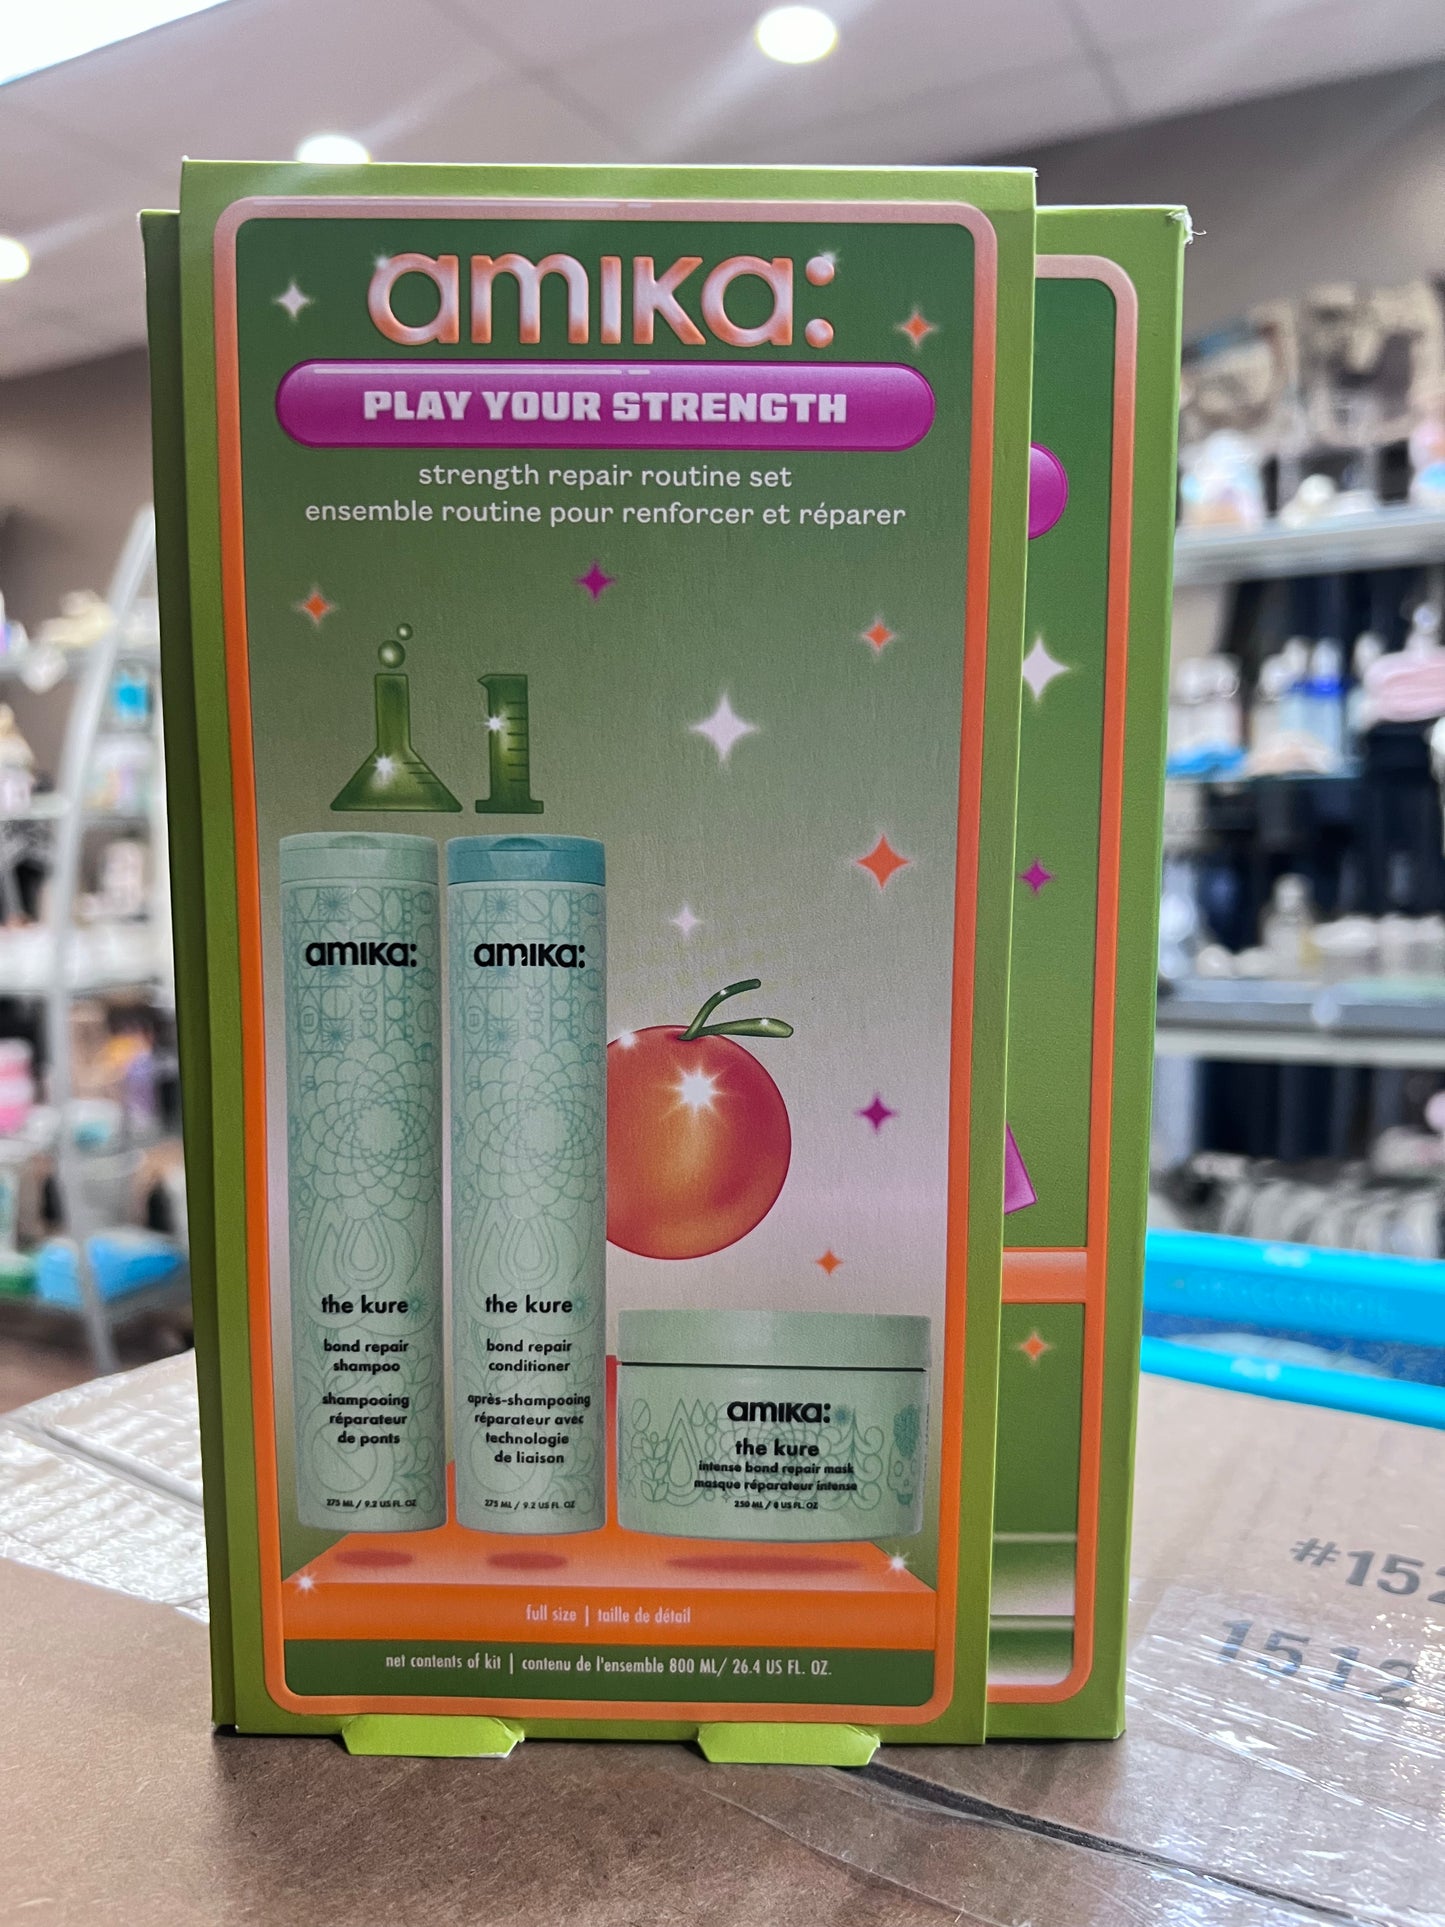 amika:
PLAY YOUR STRENGTH
strength repair routine set
ensemble routine pour renforcer et réparer
amika:
the kure
bond repair
shampoo
shampooing
réparateur
de ponts
275 ML / 9.2 US FL. OZ
amika:
the kure
bond repair
conditioner
après-shampooing
réparateur avec
technologie
de liaison
275 ML / 9.2 US FL. OZ
amika:
the kure
intense bond repair mask
masque réparateur intense
250 ML / 8 US FL. OZ
full size | taille de détail
net contents of kit | contenu de l'ensemble 800 ML/ 26.4 US FL. OZ.
#152
1512